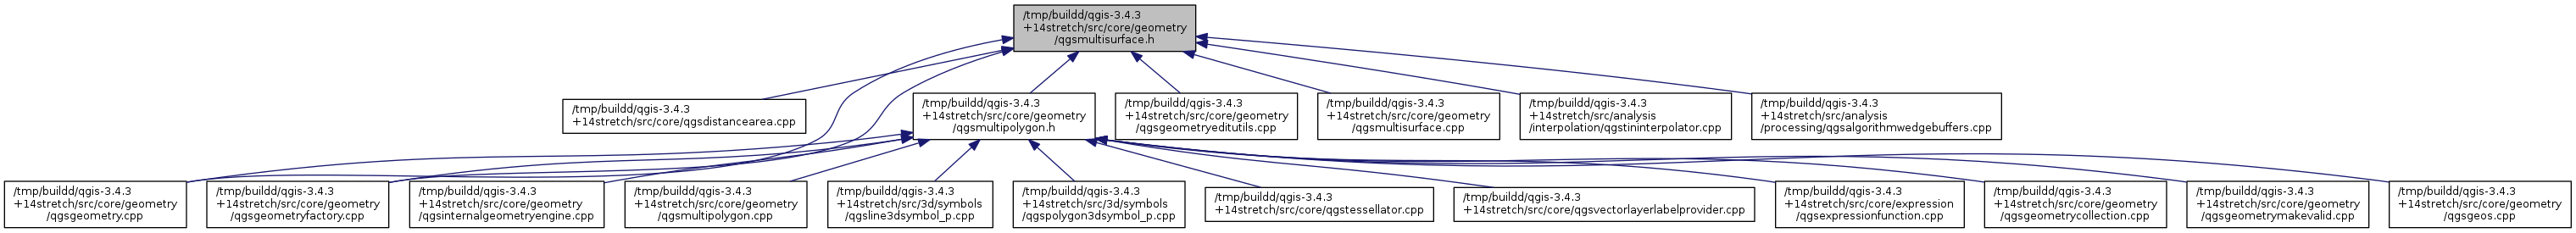 /tmp/buildd/qgis-3.4.3
+14stretch/src/core/geometry
/qgsmultisurface.h
/tmp/buildd/qgis-3.4.3
+14stretch/src/core/qgsdistancearea.cpp
/tmp/buildd/qgis-3.4.3
+14stretch/src/core/geometry
/qgsmultipolygon.h
/tmp/buildd/qgis-3.4.3
+14stretch/src/core/geometry
/qgsgeometryeditutils.cpp
/tmp/buildd/qgis-3.4.3
+14stretch/src/core/geometry
/qgsmultisurface.cpp
/tmp/buildd/qgis-3.4.3
+14stretch/src/analysis
/interpolation/qgstininterpolator.cpp
/tmp/buildd/qgis-3.4.3
+14stretch/src/analysis
/processing/qgsalgorithmwedgebuffers.cpp
/tmp/buildd/qgis-3.4.3
+14stretch/src/core/geometry
/qgsgeometry.cpp
/tmp/buildd/qgis-3.4.3
+14stretch/src/core/geometry
/qgsgeometryfactory.cpp
/tmp/buildd/qgis-3.4.3
+14stretch/src/core/geometry
/qgsinternalgeometryengine.cpp
/tmp/buildd/qgis-3.4.3
+14stretch/src/core/geometry
/qgsmultipolygon.cpp
/tmp/buildd/qgis-3.4.3
+14stretch/src/3d/symbols
/qgsline3dsymbol_p.cpp
/tmp/buildd/qgis-3.4.3
+14stretch/src/3d/symbols
/qgspolygon3dsymbol_p.cpp
/tmp/buildd/qgis-3.4.3
+14stretch/src/core/qgstessellator.cpp
/tmp/buildd/qgis-3.4.3
+14stretch/src/core/qgsvectorlayerlabelprovider.cpp
/tmp/buildd/qgis-3.4.3
+14stretch/src/core/expression
/qgsexpressionfunction.cpp
/tmp/buildd/qgis-3.4.3
+14stretch/src/core/geometry
/qgsgeometrycollection.cpp
/tmp/buildd/qgis-3.4.3
+14stretch/src/core/geometry
/qgsgeometrymakevalid.cpp
/tmp/buildd/qgis-3.4.3
+14stretch/src/core/geometry
/qgsgeos.cpp